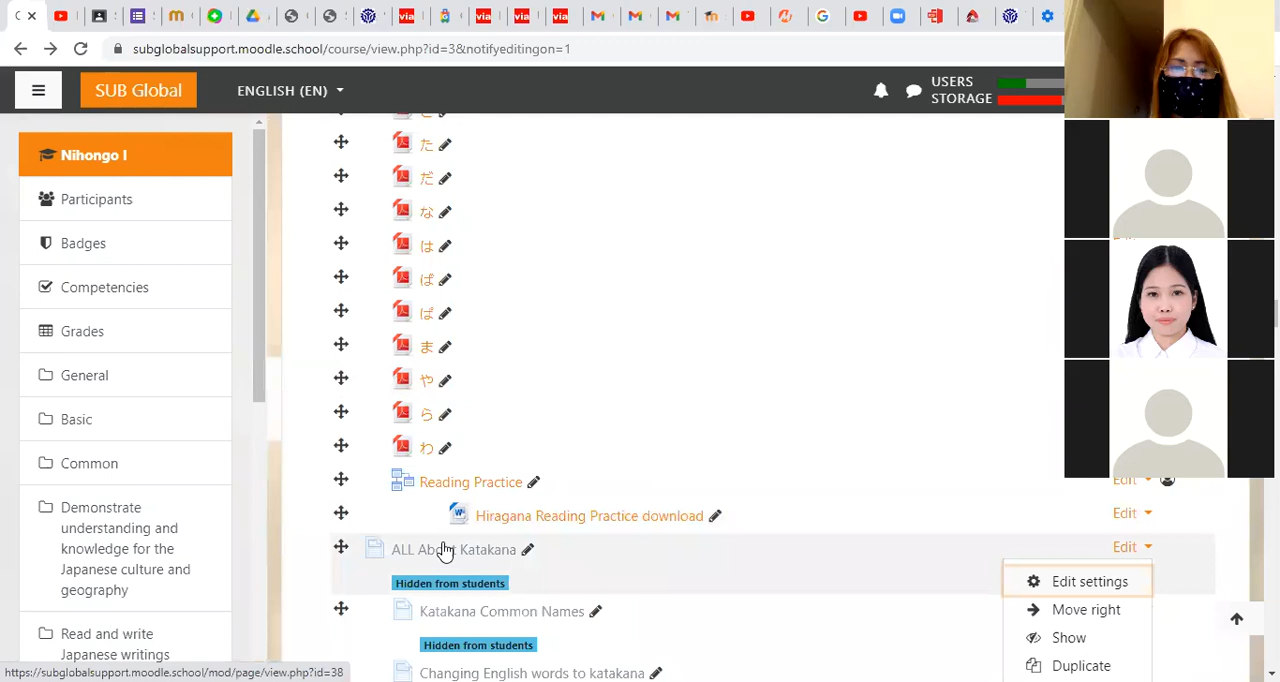 subglobalsupport.moodle.school/course/view.php?id=3&notifyeditingon=1
SUB Global
ENGLISH (EN)
USERS
STORAGE
Nihongo I
Participants
Badges
Competencies
Grades
General
Basic
Common
Demonstrate
understanding and
knowledge for the
Japanese culture and
geography
Read and write
Japanese writings
た
だ
な
は
ば
ぱ
ま
や
ら
わ
Reading Practice
Edit
Hiragana Reading Practice download
Edit
ALL About Katakana
Edit
Hidden from students
Edit settings
Katakana Common Names
Move right
Hidden from students
Show
Changing English words to katakana
Duplicate
https://subglobalsupport.moodle.school/mod/page/view.php?id=38